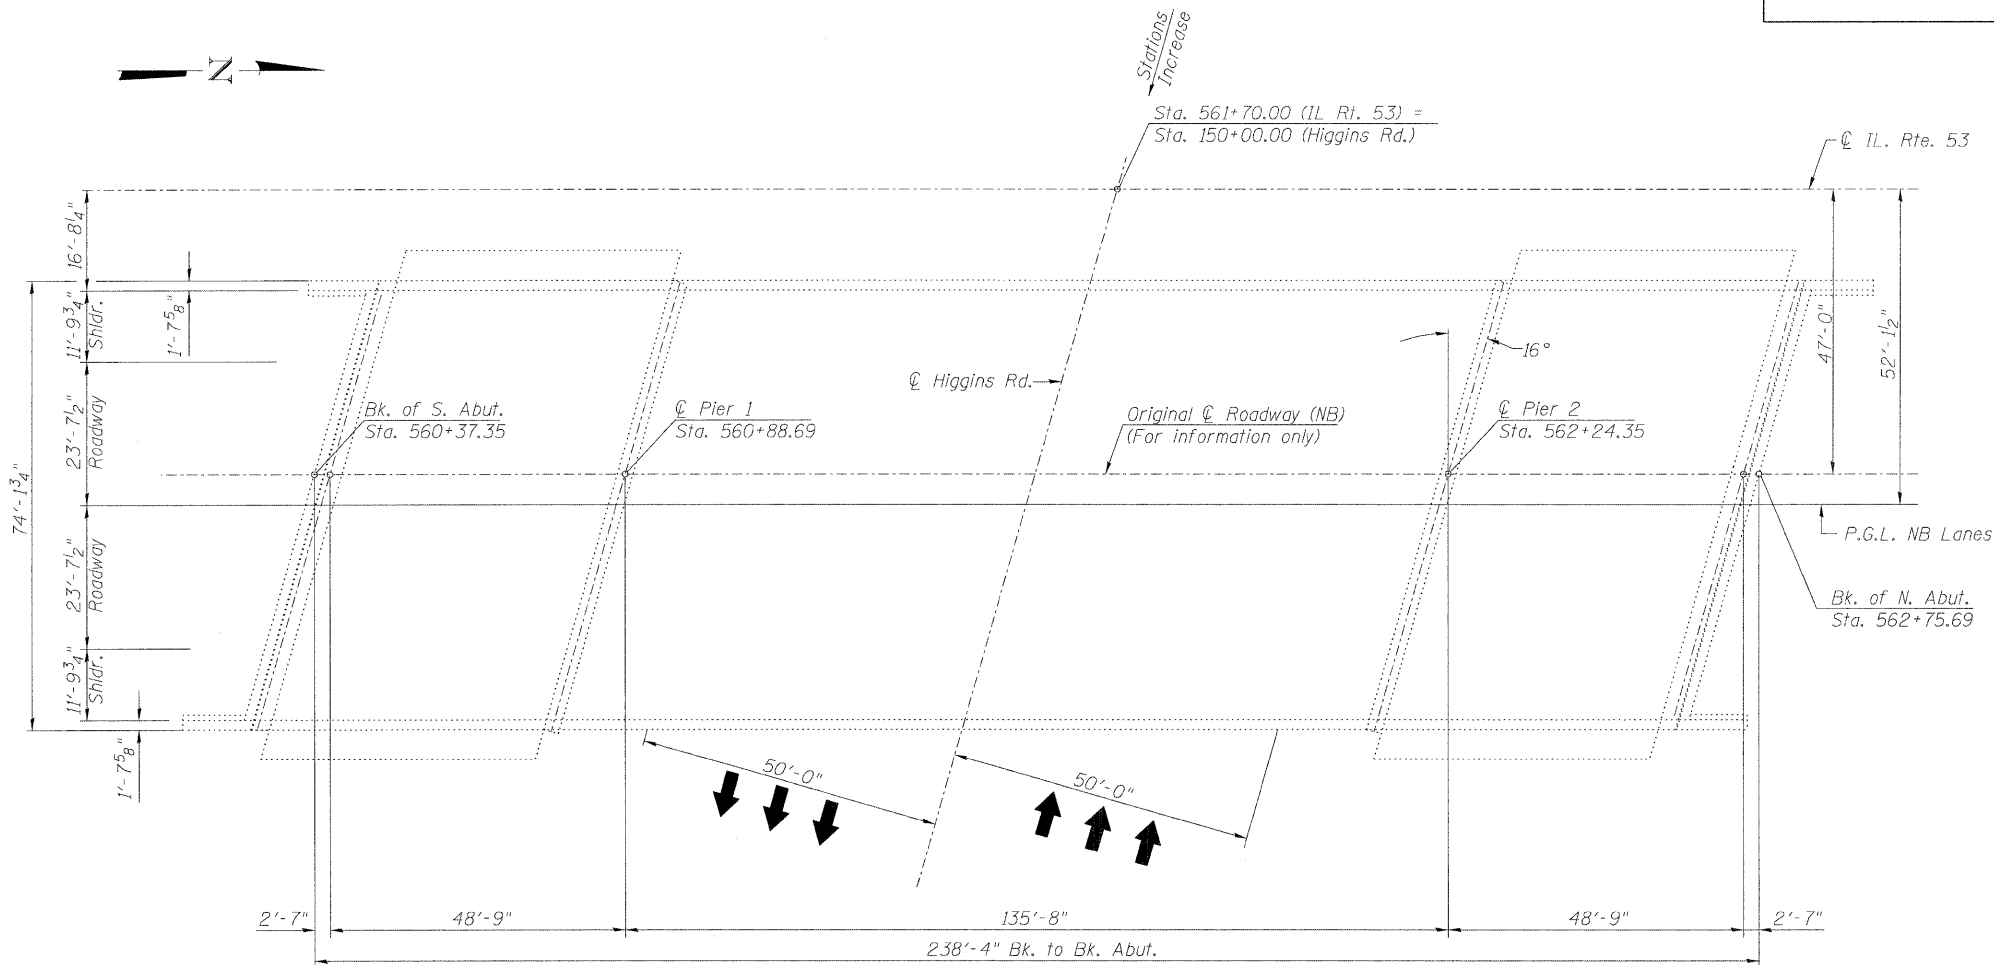 N
Stations
Increase
Sta. 561+70.00 (IL Rt. 53) =
Sta. 150+00.00 (Higgins Rd.)
℄ IL. Rte. 53
16'-8¼"
11'-9¾"
Shldr.
1'-7⅝"
23'-7½"
Roadway
74'-1¾"
23'-7½"
Roadway
11'-9¾"
Shldr.
1'-7⅝"
47'-0"
52'-1½"
16°
℄ Higgins Rd.
Bk. of S. Abut.
Sta. 560+37.35
℄ Pier 1
Sta. 560+88.69
Original ℄ Roadway (NB)
(For information only)
℄ Pier 2
Sta. 562+24.35
P.G.L. NB Lanes
Bk. of N. Abut.
Sta. 562+75.69
50'-0"
50'-0"
2'-7"
48'-9"
135'-8"
48'-9"
2'-7"
238'-4" Bk. to Bk. Abut.